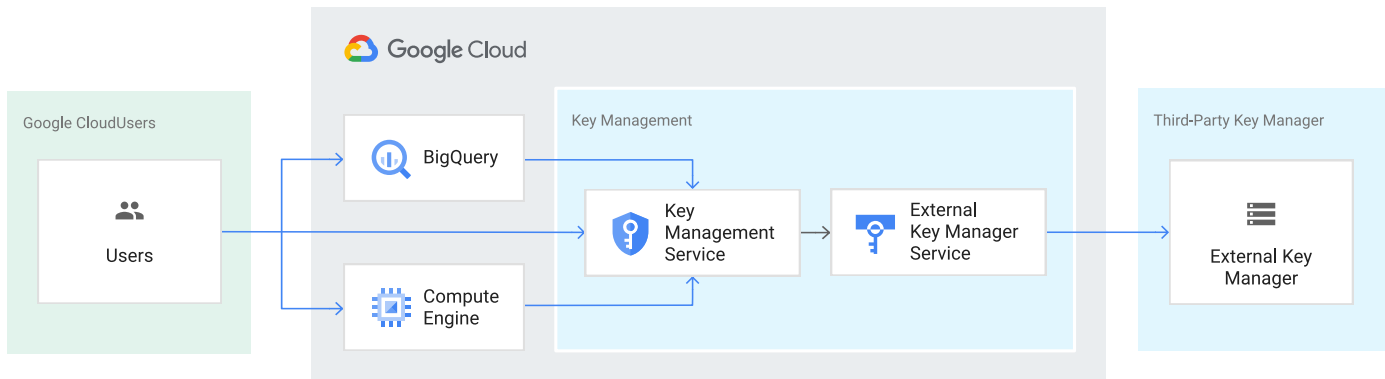 Google Cloud
Google CloudUsers
Users
BigQuery
Compute
Engine
Key Management
Key
Management
Service
External
Key Manager
Service
Third-Party Key Manager
External Key
Manager